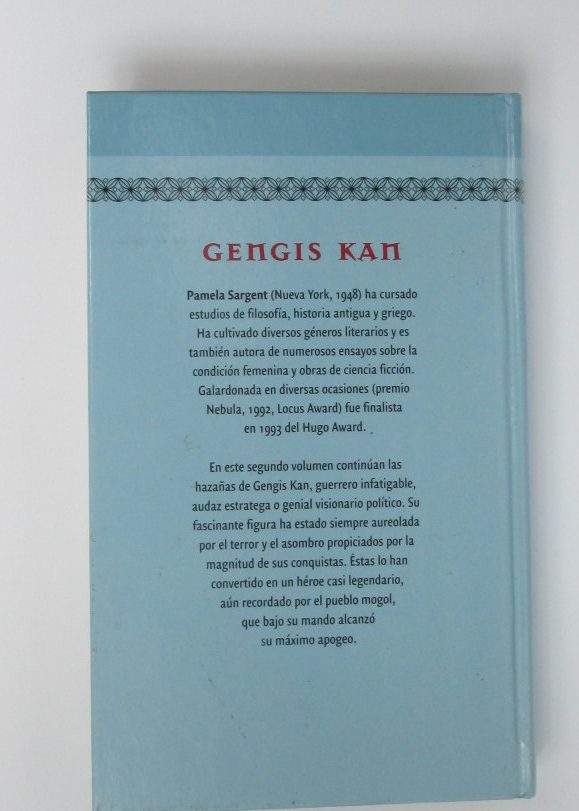 GENGIS KAN
Pamela Sargent (Nueva York, 1948) ha cursado
estudios de filosofía, historia antigua y griego.
Ha cultivado diversos géneros literarios y es
también autora de numerosos ensayos sobre la
condición femenina y obras de ciencia ficción.
Galardonada en diversas ocasiones (premio
Nebula, 1992, Locus Award) fue finalista
en 1993 del Hugo Award.
En este segundo volumen continúan las
hazañas de Gengis Kan, guerrero infatigable,
audaz estratega o genial visionario político. Su
fascinante figura ha estado siempre aureolada
por el terror y el asombro propiciados por la
magnitud de sus conquistas. Éstas lo han
convertido en un héroe casi legendario,
aún recordado por el pueblo mogol,
que bajo su mando alcanzó
su máximo apogeo.